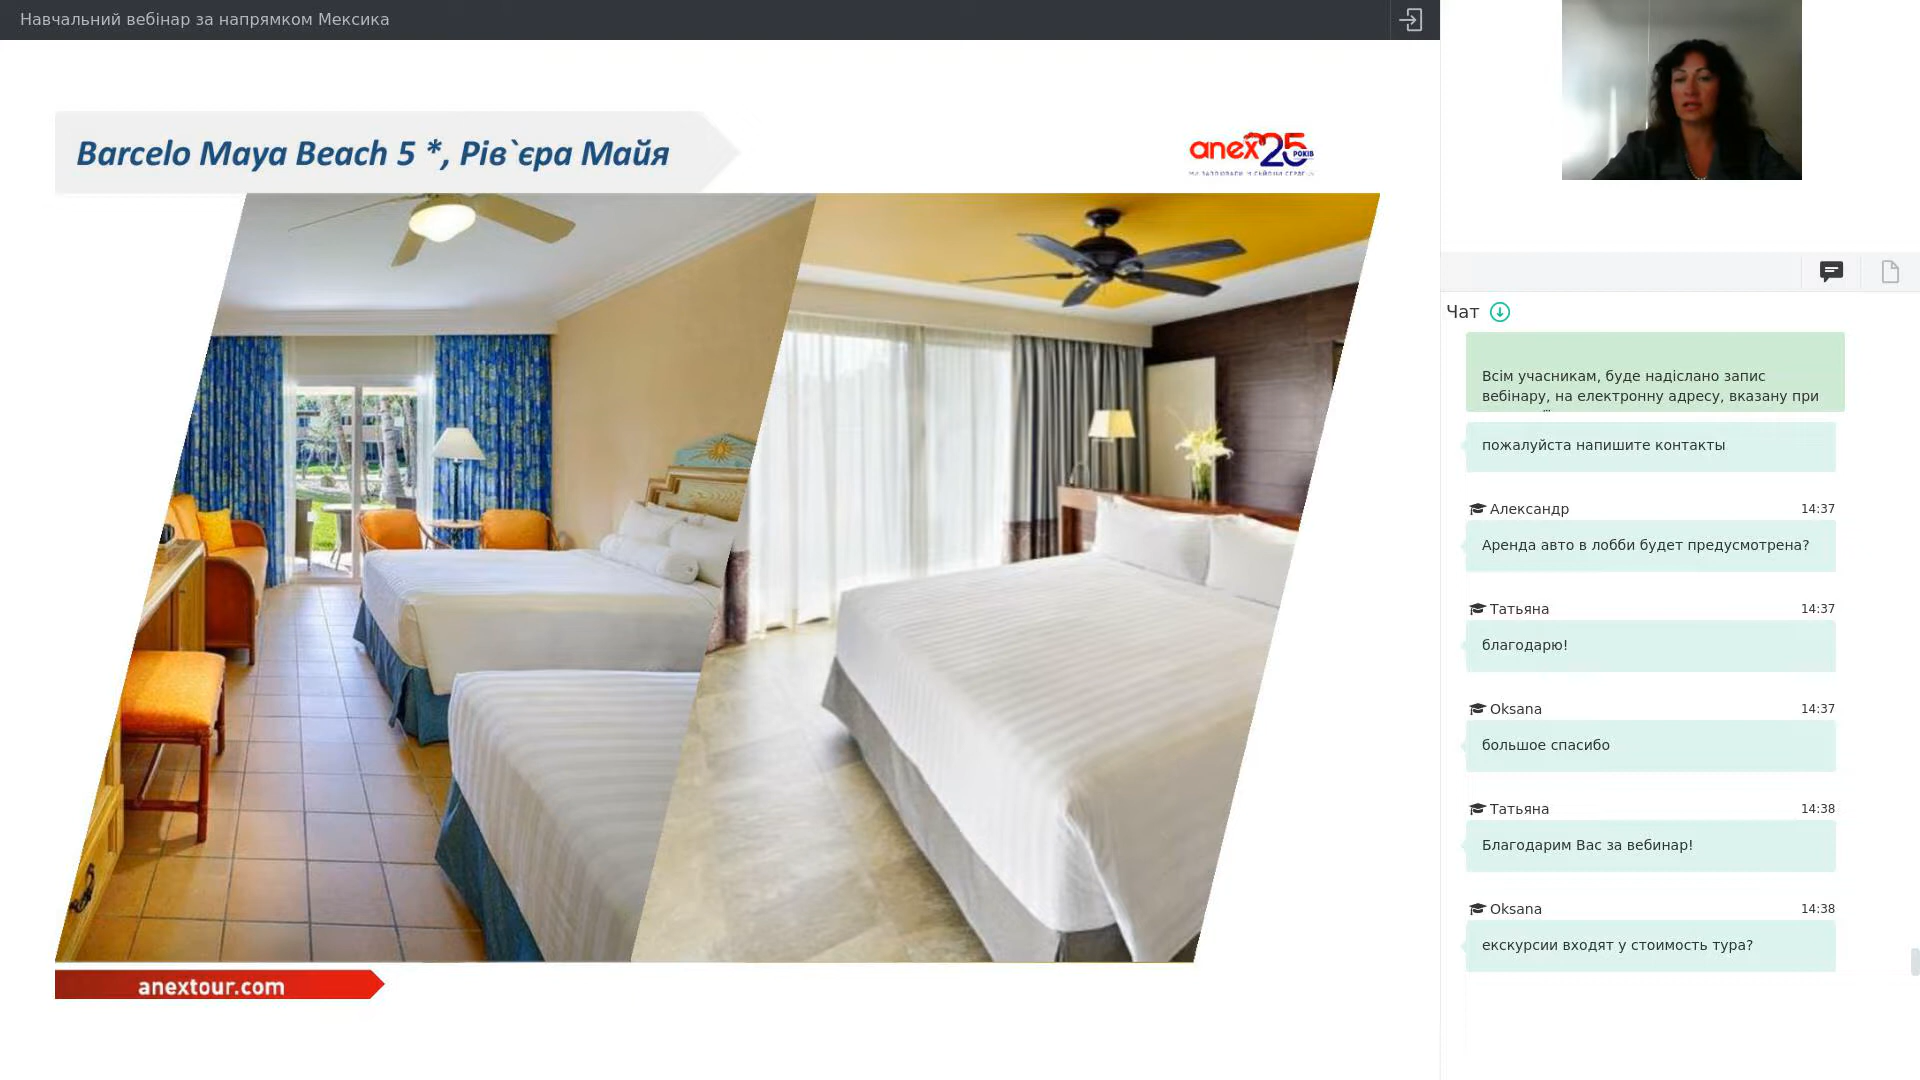 Навчальний вебінар за напрямком Мексика
Barcelo Maya Beach 5 *, Рів`єра Майя
anex 25
РОКІВ
anextour.com
Чат
Всім учасникам, буде надіслано запис
вебінару, на електронну адресу, вказану при
пожалуйста напишите контакты
Александр 14:37
Аренда авто в лобби будет предусмотрена?
Татьяна 14:37
благодарю!
Oksana 14:37
большое спасибо
Татьяна 14:38
Благодарим Вас за вебинар!
Oksana 14:38
екскурсии входят у стоимость тура?